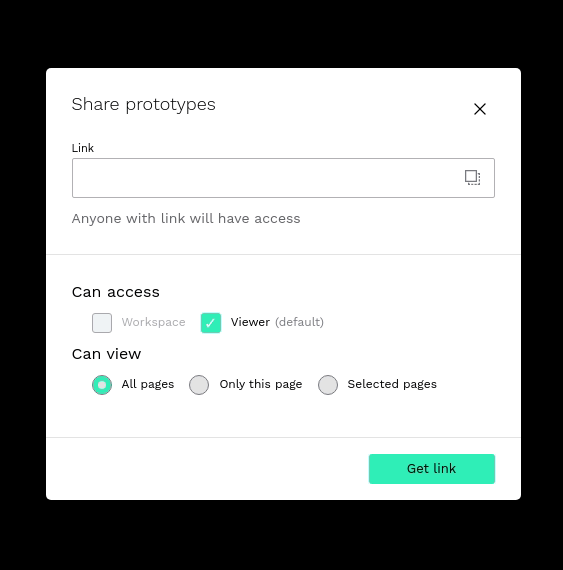 Share prototypes
Link
Anyone with link will have access
Can access
Workspace Viewer (default)
Can view
All pages Only this page Selected pages
Get link